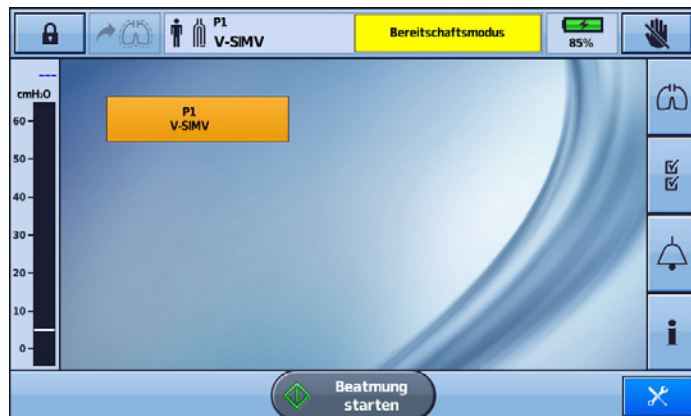 P1
V-SIMV
Bereitschaftsmodus
85%
---
cmH₂O
60
50
40
30
20
10
0
P1
V-SIMV
Beatmung
starten